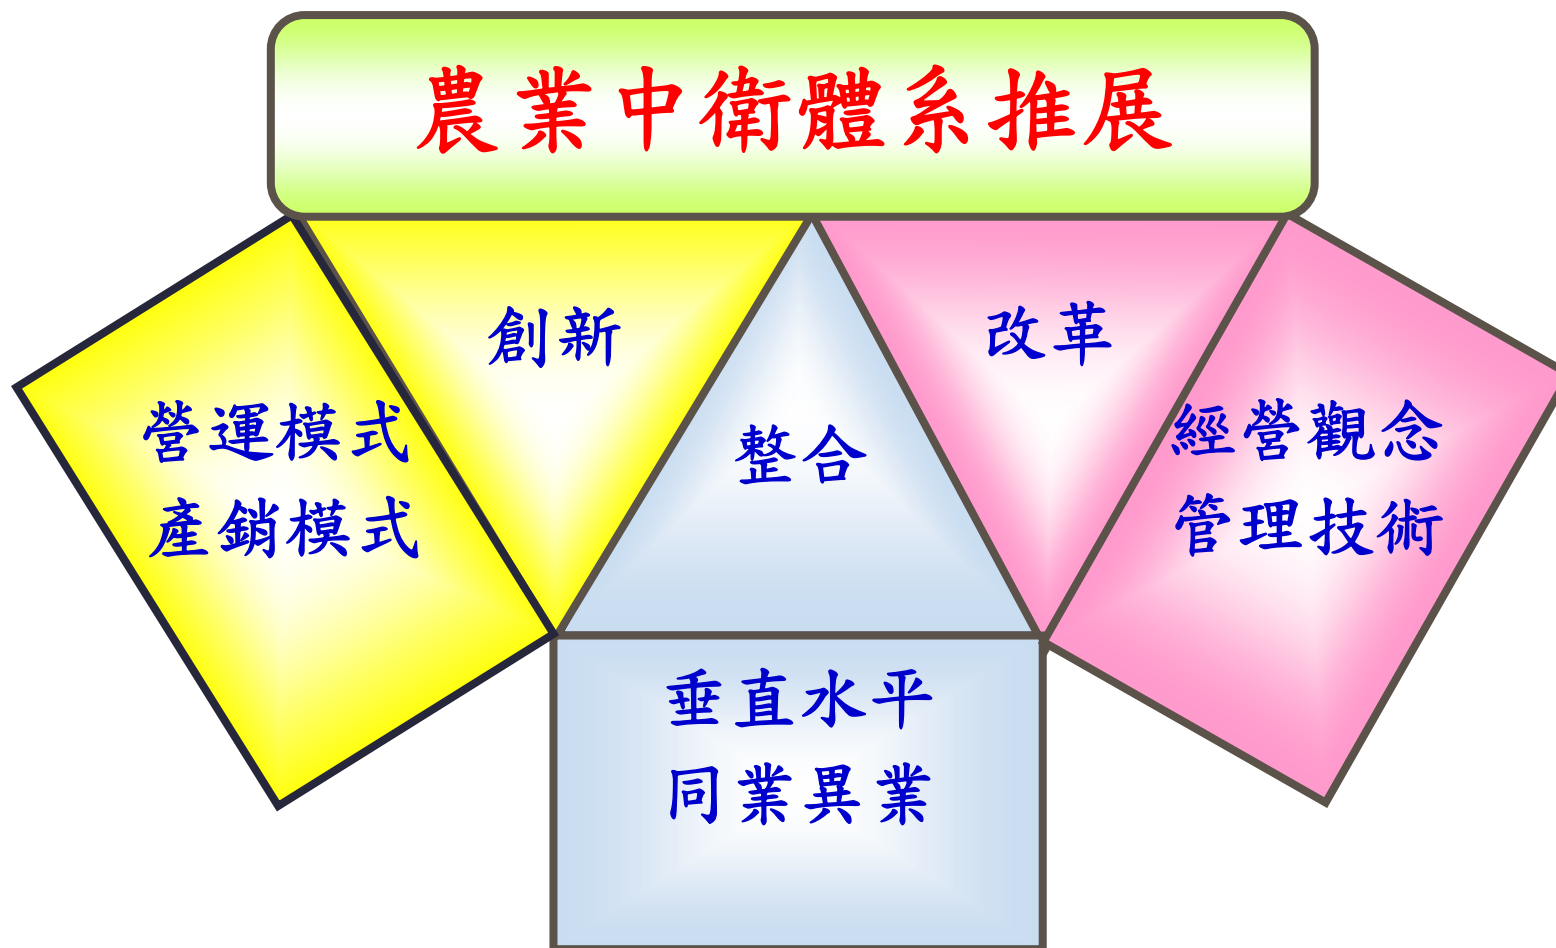 農業中衛體系推展
創新
改革
營運模式
產銷模式
整合
經營觀念
管理技術
垂直水平
同業異業